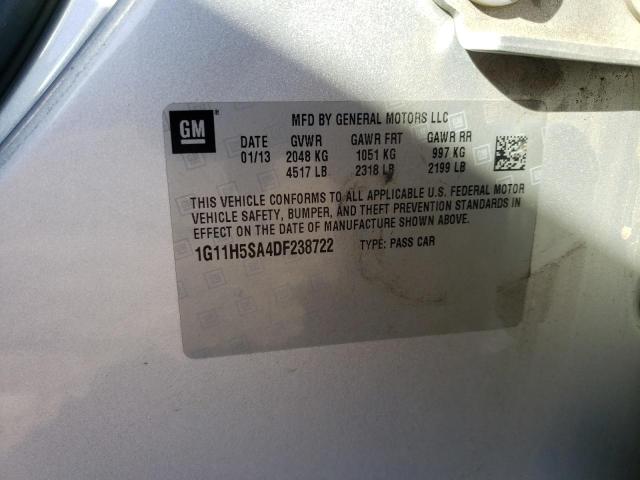 GM
MFD BY GENERAL MOTORS LLC
DATE GVWR GAWR FRT GAWR RR
01/13 2048 KG 1051 KG 997 KG
4517 LB 2318 LB 2199 LB
THIS VEHICLE CONFORMS TO ALL APPLICABLE U.S. FEDERAL MOTOR
VEHICLE SAFETY, BUMPER, AND THEFT PREVENTION STANDARDS IN
EFFECT ON THE DATE OF MANUFACTURE SHOWN ABOVE.
1G11H5SA4DF238722 TYPE: PASS CAR